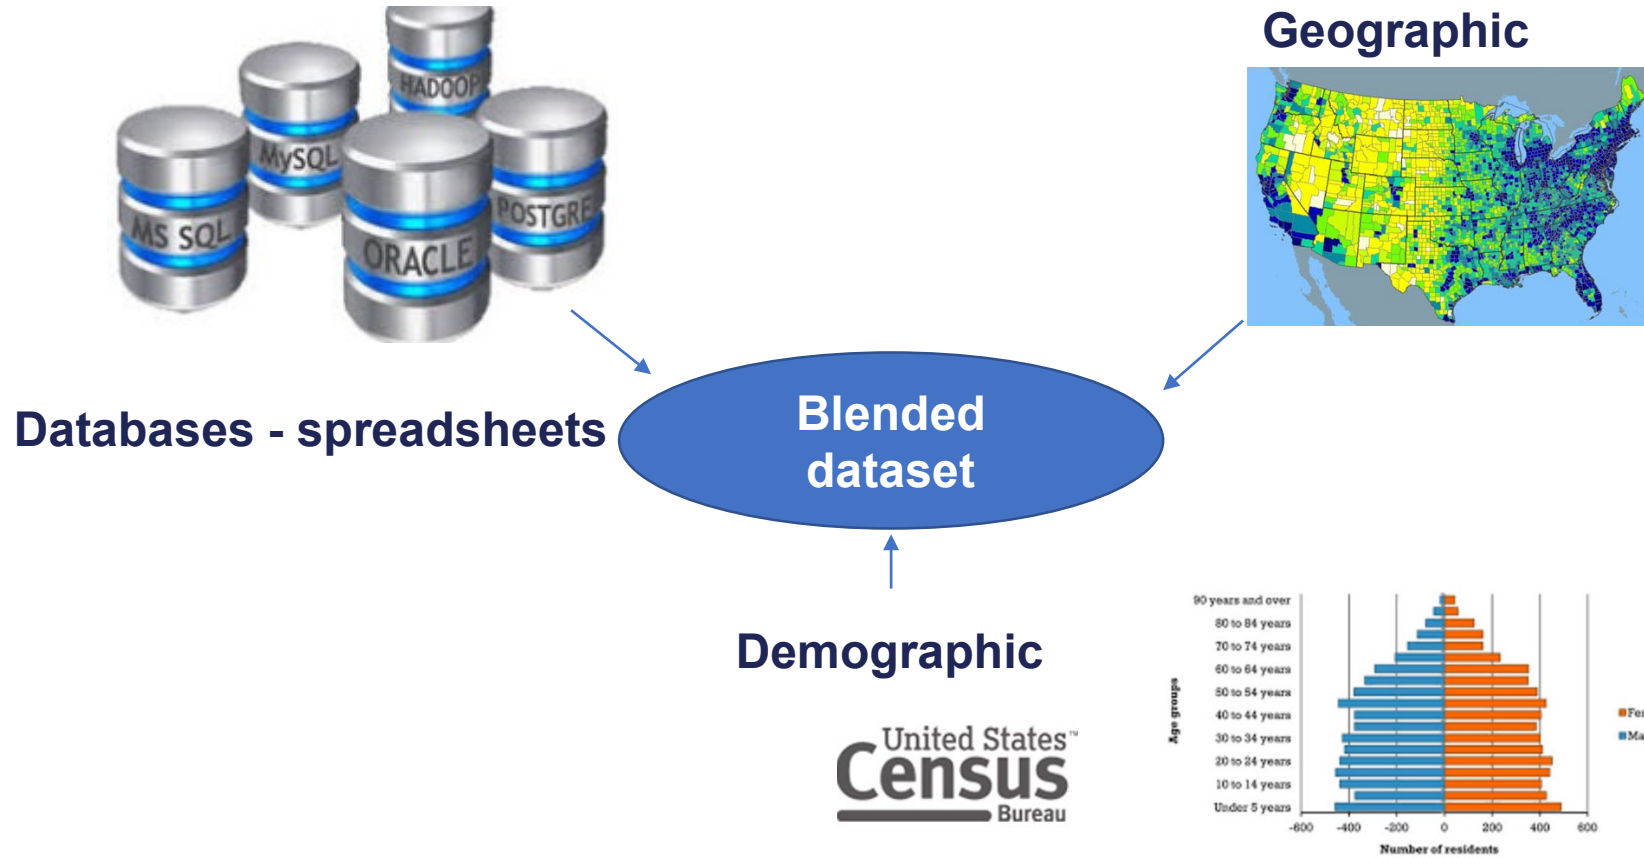 Geographic
HADOOP
MySQL
MS SQL
ORACLE
POSTGRE
Databases - spreadsheets
Blended
dataset
Demographic
United States™
Census
Bureau
Age groups
90 years and over
80 to 84 years
70 to 74 years
60 to 64 years
50 to 54 years
40 to 44 years
30 to 34 years
20 to 24 years
10 to 14 years
Under 5 years
-600 -400 -200 0 200 400 600
Number of residents
Fe
Ma